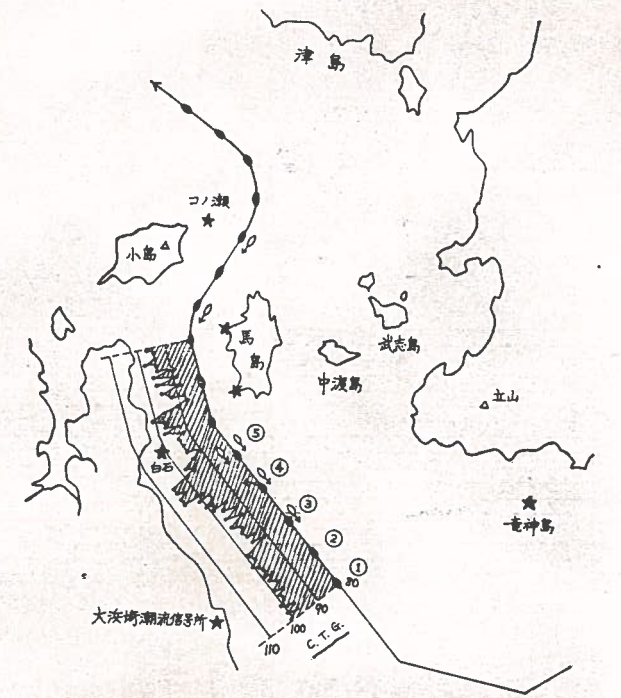 津島
コノ瀬
小島
馬島
武志島
中渡島
立山
白石
竜神島
⑤
④
③
②
①
80
90
100
110
C.T.G.
大浜埼潮流信号所